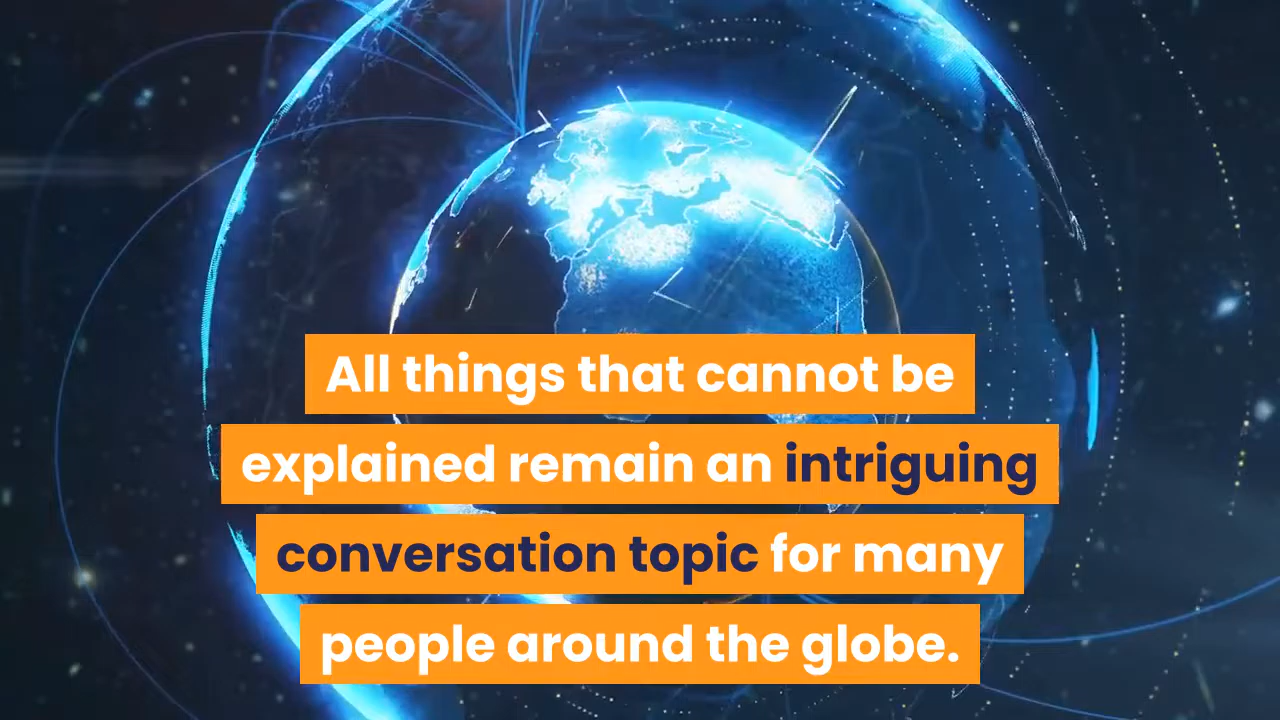 All things that cannot be
explained remain an intriguing
conversation topic for many
people around the globe.